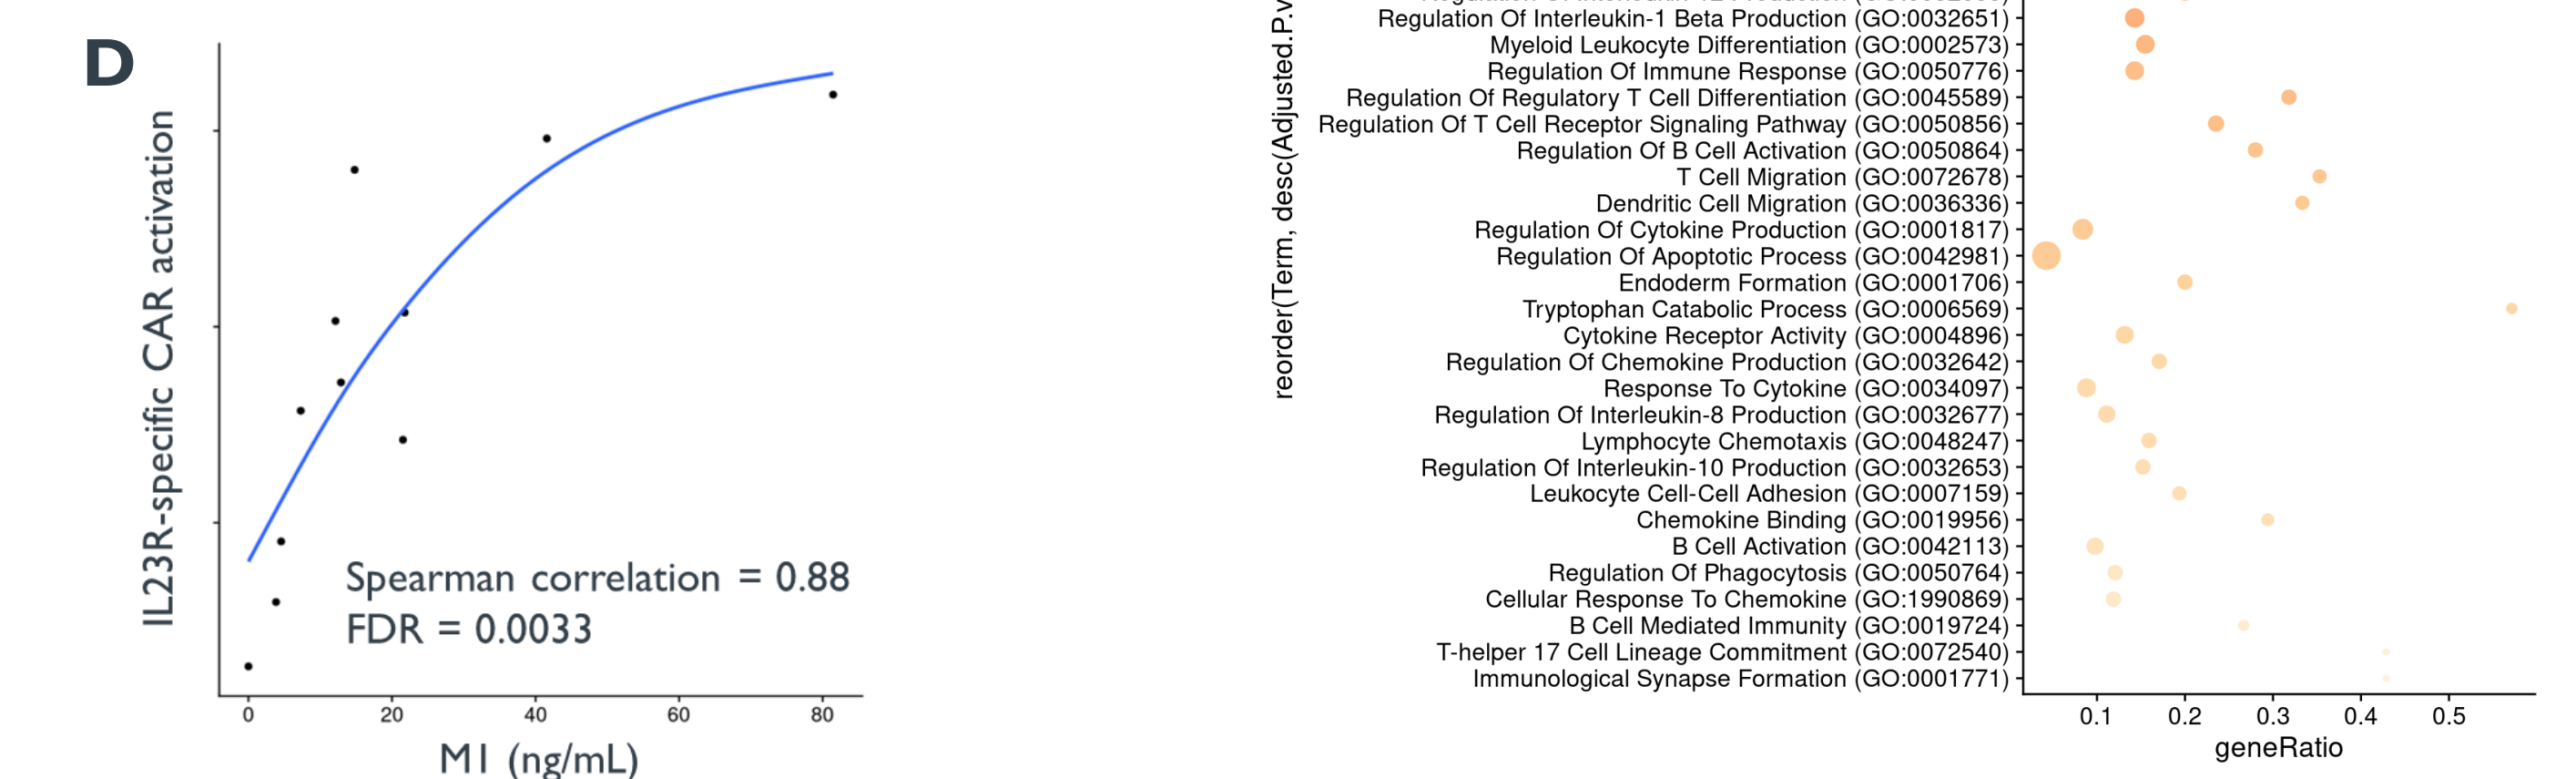 D
IL23R-specific CAR activation
Spearman correlation = 0.88
FDR = 0.0033
0 20 40 60 80
M1 (ng/mL)
reorder(Term, desc(Adjusted.P.v
Regulation Of Interleukin-1 Beta Production (GO:0032651)
Myeloid Leukocyte Differentiation (GO:0002573)
Regulation Of Immune Response (GO:0050776)
Regulation Of Regulatory T Cell Differentiation (GO:0045589)
Regulation Of T Cell Receptor Signaling Pathway (GO:0050856)
Regulation Of B Cell Activation (GO:0050864)
T Cell Migration (GO:0072678)
Dendritic Cell Migration (GO:0036336)
Regulation Of Cytokine Production (GO:0001817)
Regulation Of Apoptotic Process (GO:0042981)
Endoderm Formation (GO:0001706)
Tryptophan Catabolic Process (GO:0006569)
Cytokine Receptor Activity (GO:0004896)
Regulation Of Chemokine Production (GO:0032642)
Response To Cytokine (GO:0034097)
Regulation Of Interleukin-8 Production (GO:0032677)
Lymphocyte Chemotaxis (GO:0048247)
Regulation Of Interleukin-10 Production (GO:0032653)
Leukocyte Cell-Cell Adhesion (GO:0007159)
Chemokine Binding (GO:0019956)
B Cell Activation (GO:0042113)
Regulation Of Phagocytosis (GO:0050764)
Cellular Response To Chemokine (GO:1990869)
B Cell Mediated Immunity (GO:0019724)
T-helper 17 Cell Lineage Commitment (GO:0072540)
Immunological Synapse Formation (GO:0001771)
0.1 0.2 0.3 0.4 0.5
geneRatio